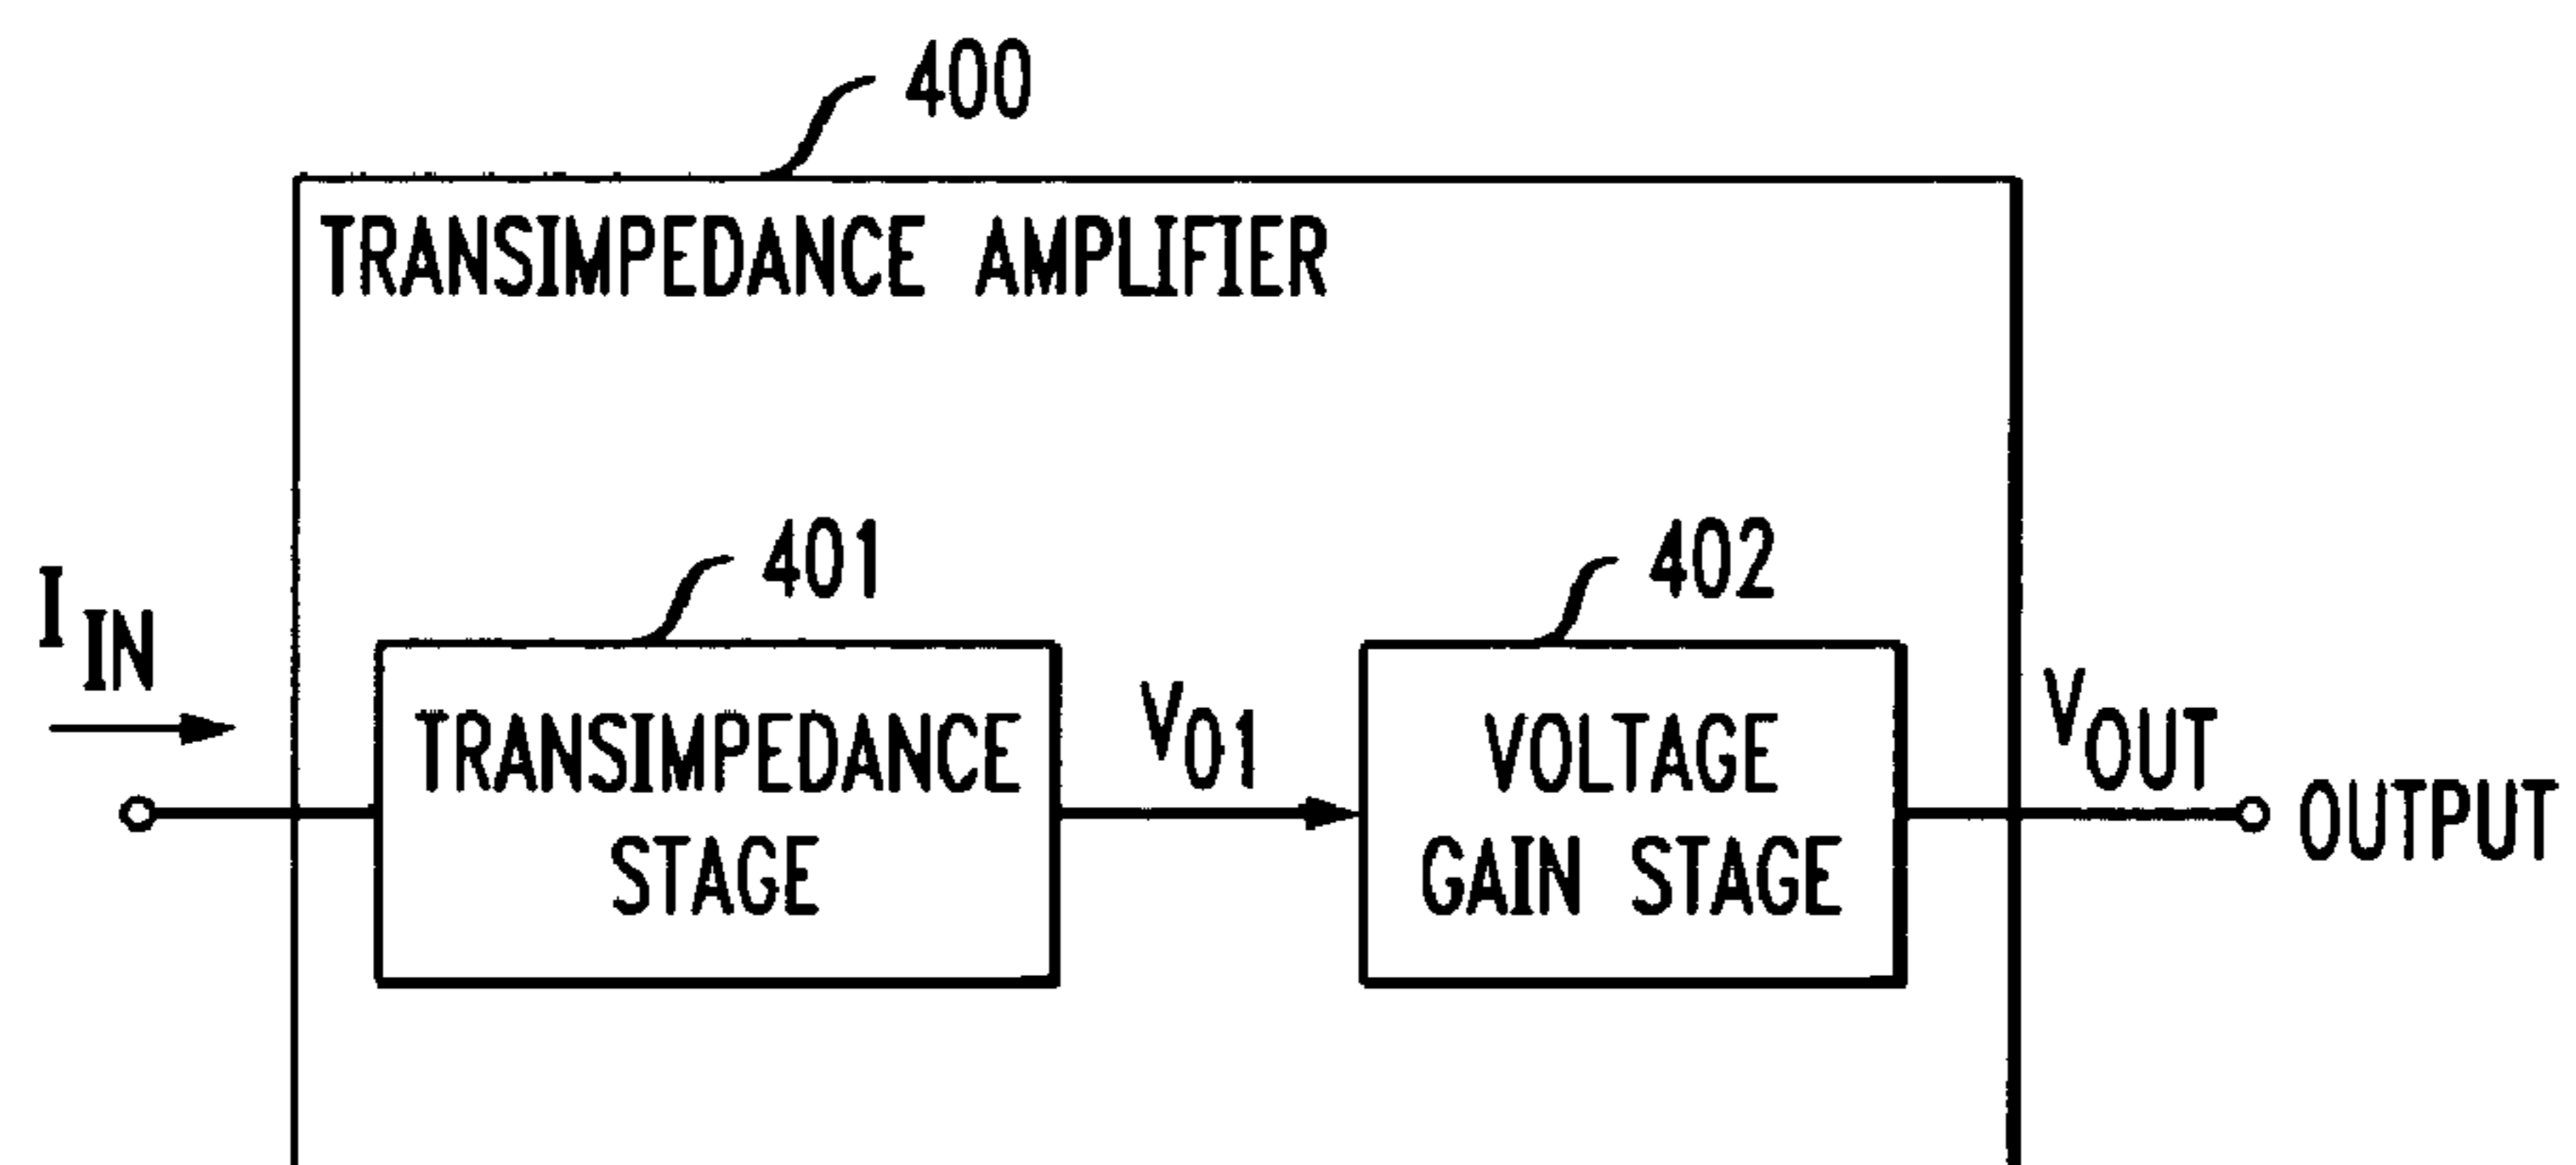 400
TRANSIMPEDANCE AMPLIFIER
401
402
I IN
TRANSIMPEDANCE
STAGE
V01
VOLTAGE
GAIN STAGE
VOUT
OUTPUT